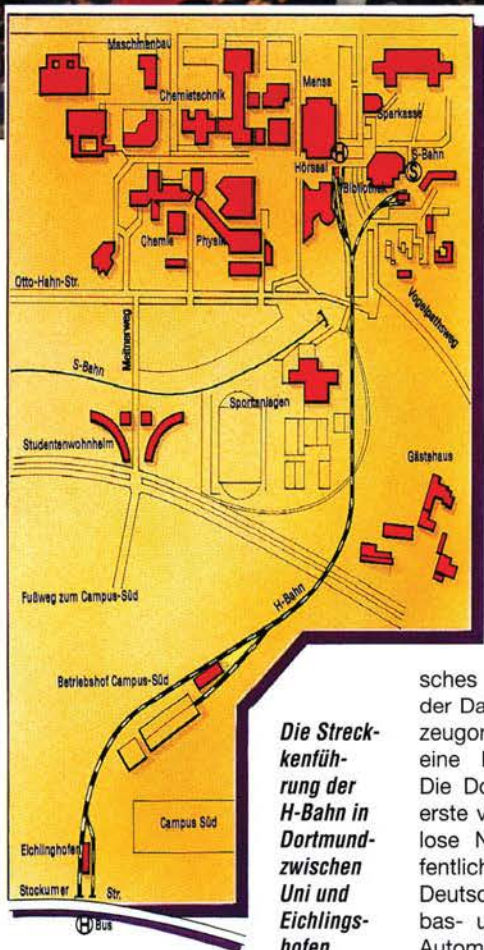 Maschinenbau
Chemietechnik
Mensa
Sparkasse
H
S-Bahn
Hörsaal
S
Bibliothek
Chemie
Physik
Otto-Hahn-Str.
Meitnerweg
Vogelpothsweg
S-Bahn
Sportanlagen
Studentenwohnheim
Gästehaus
Fußweg zum Campus-Süd
H-Bahn
Betriebshof Campus-Süd
Campus Süd
Eichlinghofen
Stockumer Str.
H Bus
Die Streck-
kenfüh-
rung der
H-Bahn in
Dortmund-
zwischen
Uni und
Eichlings-
hofen
sches
der Da
zeugor
eine
Die Do
erste v
lose N
fentlich
Deutsc
bas- u
Autom